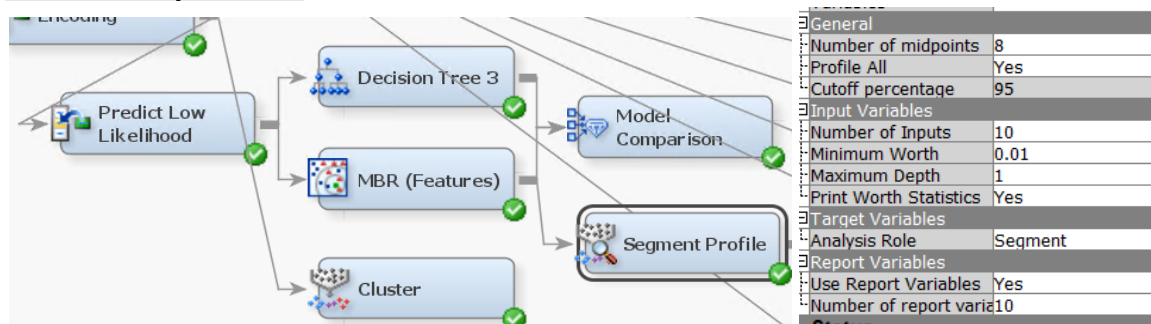 Encoding
Predict Low
Likelihood
Decision Tree 3
MBR (Features)
Cluster
Model
Comparison
Segment Profile
General
Number of midpoints 8
Profile All Yes
Cutoff percentage 95
Input Variables
Number of Inputs 10
Minimum Worth 0.01
Maximum Depth 1
Print Worth Statistics Yes
Target Variables
Analysis Role Segment
Report Variables
Use Report Variables Yes
Number of report varia 10